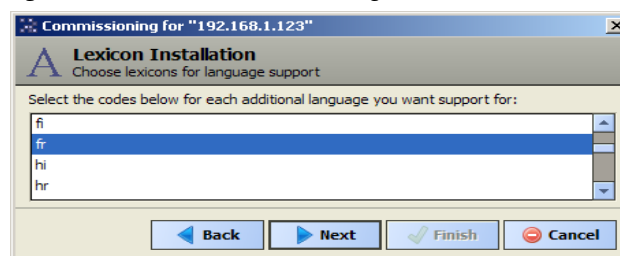 Commissioning for "192.168.1.123"
A Lexicon Installation
Choose lexicons for language support
Select the codes below for each additional language you want support for:
fi
fr
hi
hr
Back Next Finish Cancel